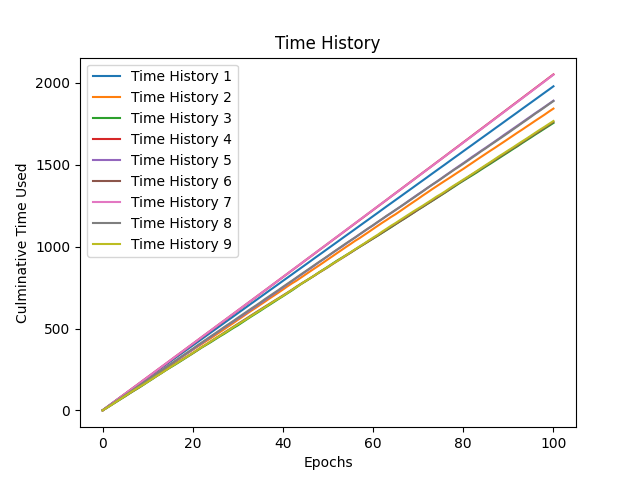 Time History
Time History 1
Time History 2
Time History 3
Time History 4
Time History 5
Time History 6
Time History 7
Time History 8
Time History 9
2000
1500
1000
500
0
Culminative Time Used
0 20 40 60 80 100
Epochs